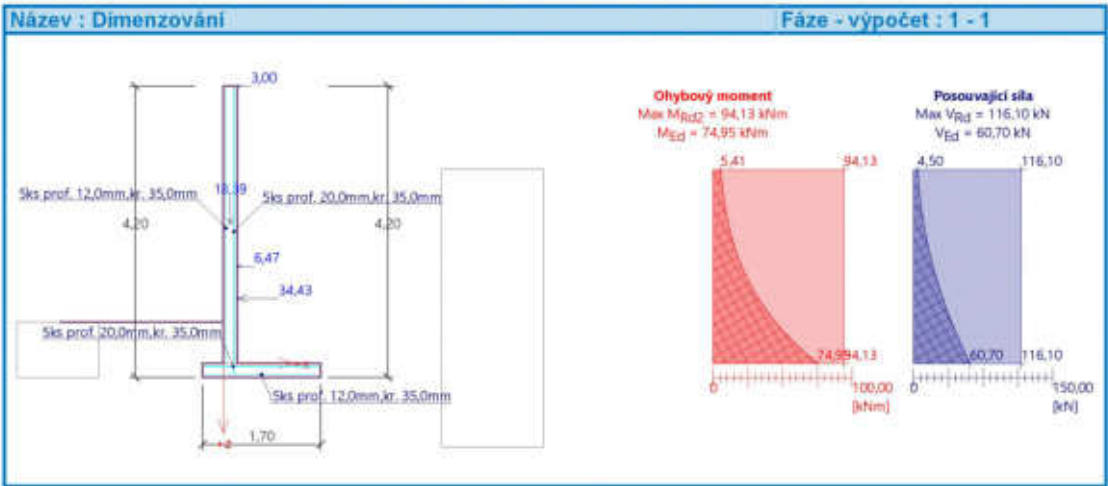 Název : Dimenzování
Fáze - výpočet : 1 - 1
3,00
5ks prof. 12,0mm,kr. 35,0mm
18,39
5ks prof. 20,0mm,kr. 35,0mm
4,20
4,20
6,47
34,43
5ks prof. 20,0mm,kr. 35,0mm
5ks prof. 12,0mm,kr. 35,0mm
1,70
Ohybový moment
Max MRd2 = 94,13 kNm
MEd = 74,95 kNm
5,41
94,13
74,95
94,13
0
100,00
[kNm]
Posouvající síla
Max VRd = 116,10 kN
VEd = 60,70 kN
4,50
116,10
60,70
116,10
0
150,00
[kN]